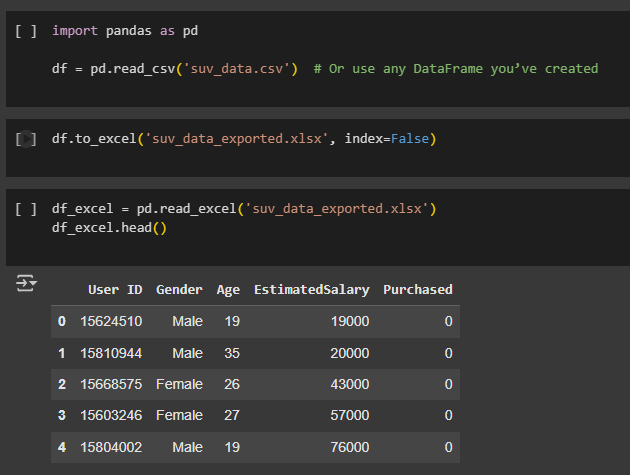 [ ] import pandas as pd
df = pd.read_csv('suv_data.csv')  # Or use any DataFrame you’ve created
[ ] df.to_excel('suv_data_exported.xlsx', index=False)
[ ] df_excel = pd.read_excel('suv_data_exported.xlsx')
df_excel.head()
User ID Gender Age EstimatedSalary Purchased
0 15624510 Male 19 19000 0
1 15810944 Male 35 20000 0
2 15668575 Female 26 43000 0
3 15603246 Female 27 57000 0
4 15804002 Male 19 76000 0